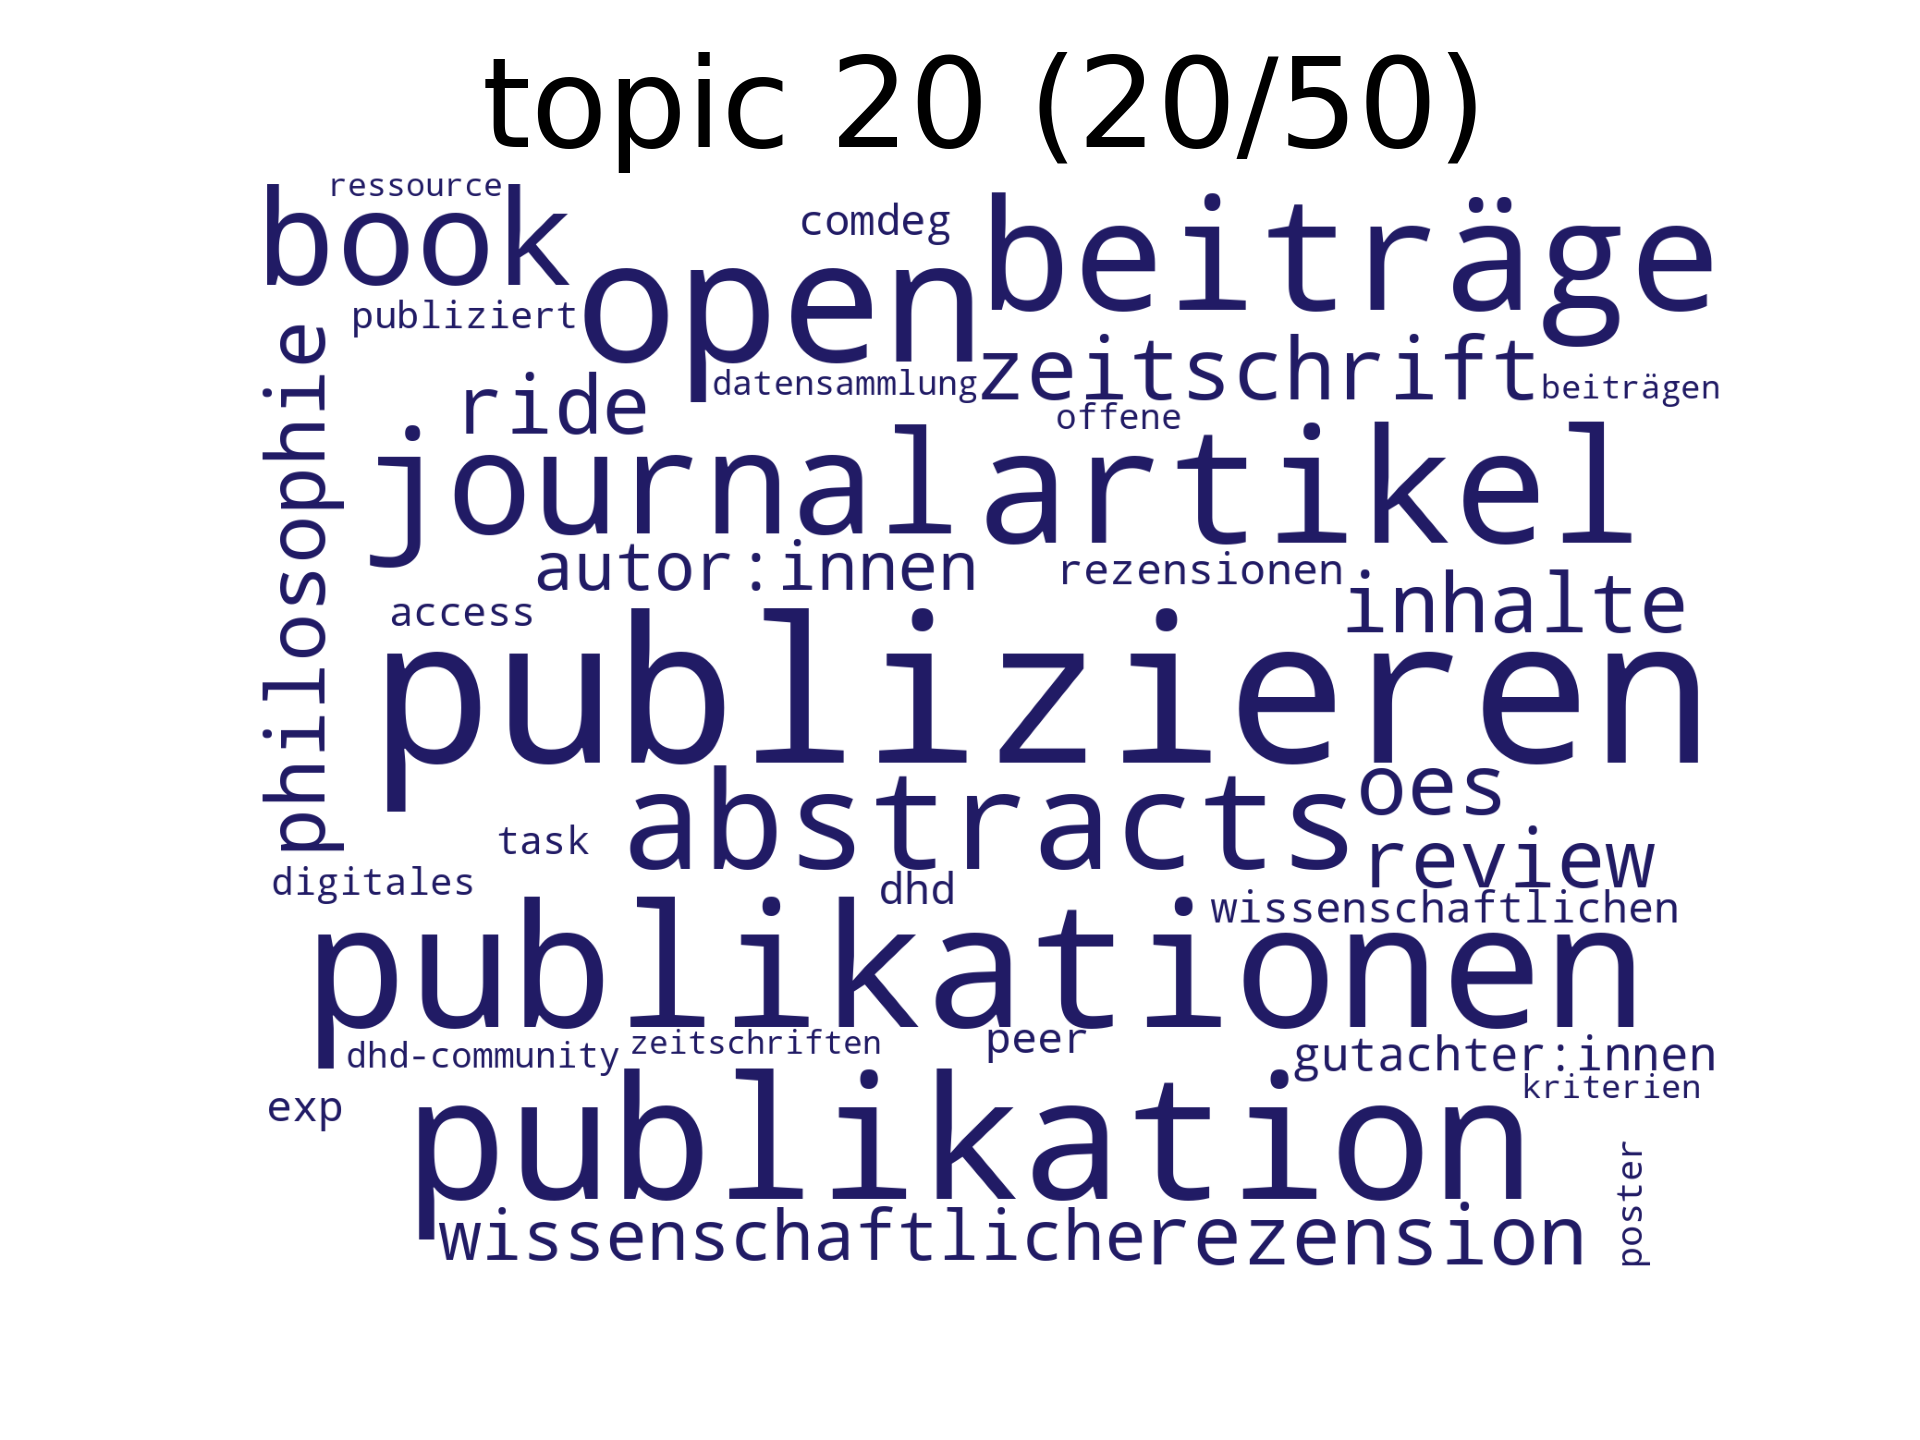 topic 20 (20/50)
ressource
book
comdeg
beiträge
open
publiziert
zeitschrift
datensammlung
beiträgen
ride
offene
philosophie
journal
artikel
autor:innen
rezensionen
inhalte
access
publizieren
abstracts
oes
task
review
digitales
dhd
wissenschaftlichen
publikationen
zeitschriften
peer
dhd-community
gutachter:innen
kriterien
exp
publikation
poster
wissenschaftliche
rezension